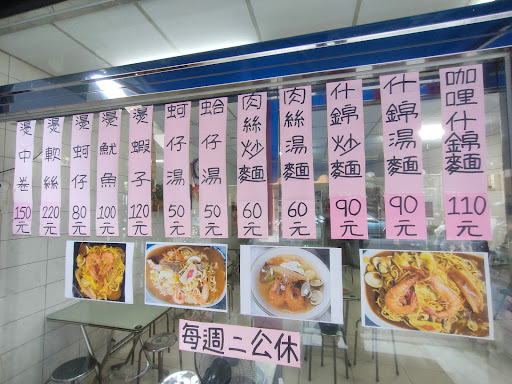 咖哩什錦麵 110元
什錦湯麵 90元
什錦炒麵 90元
肉絲湯麵 60元
肉絲炒麵 60元
蛤仔湯 50元
蚵仔湯 50元
燙蝦子 120元
燙魷魚 100元
燙蚵仔 80元
燙軟絲 220元
燙中卷 150元
每週二公休